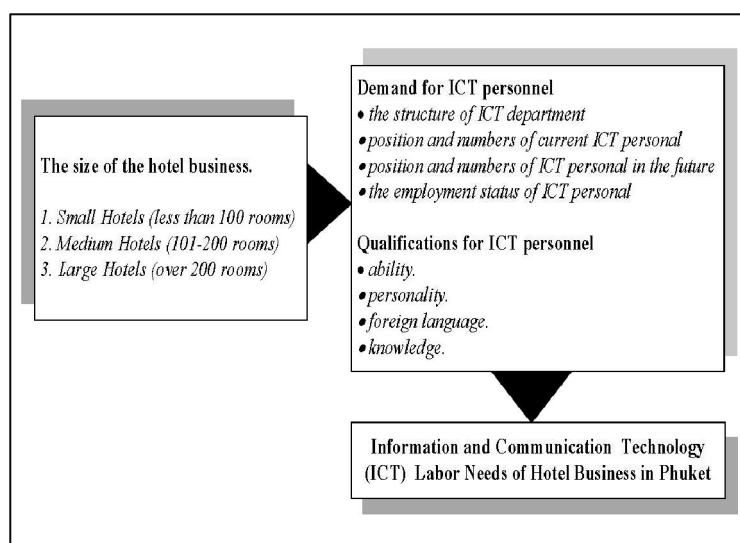 The size of the hotel business.
1. Small Hotels (less than 100 rooms)
2. Medium Hotels (101-200 rooms)
3. Large Hotels (over 200 rooms)
Demand for ICT personnel
• the structure of ICT department
• position and numbers of current ICT personal
• position and numbers of ICT personal in the future
• the employment status of ICT personal
Qualifications for ICT personnel
• ability.
• personality.
• foreign language.
• knowledge.
Information and Communication Technology
(ICT) Labor Needs of Hotel Business in Phuket